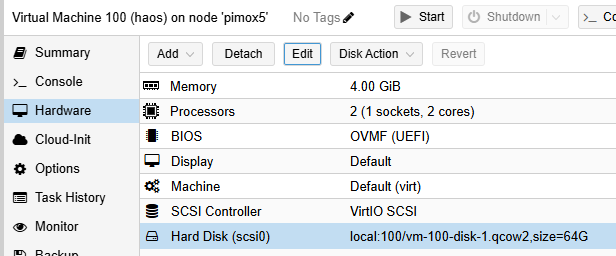 Virtual Machine 100 (haos) on node 'pimox5' No Tags Start Shutdown >_ Co
Summary
Console
Hardware
Cloud-Init
Options
Task History
Monitor
Backup
Add Detach Edit Disk Action Revert
Memory 4.00 GiB
Processors 2 (1 sockets, 2 cores)
BIOS OVMF (UEFI)
Display Default
Machine Default (virt)
SCSI Controller VirtIO SCSI
Hard Disk (scsi0) local:100/vm-100-disk-1.qcow2,size=64G